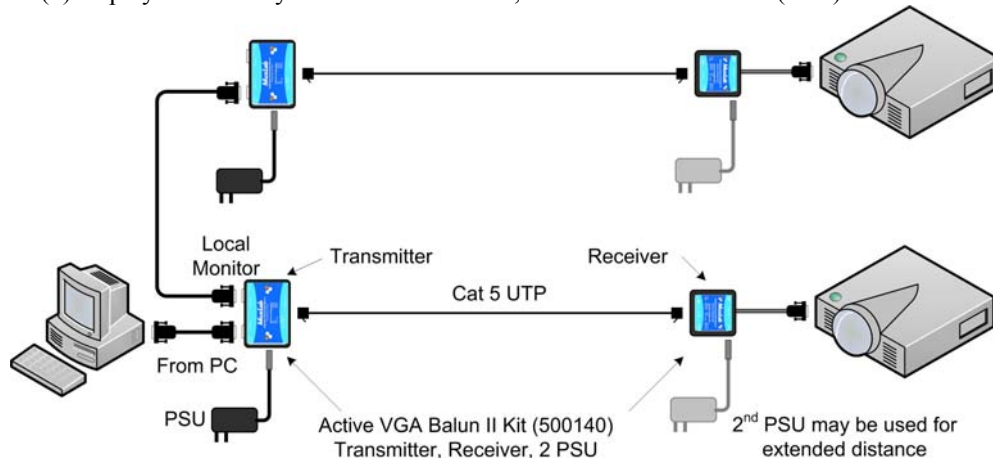 Local
Monitor
Transmitter
Receiver
Cat 5 UTP
From PC
PSU
Active VGA Balun II Kit (500140)
Transmitter, Receiver, 2 PSU
2nd PSU may be used for
extended distance